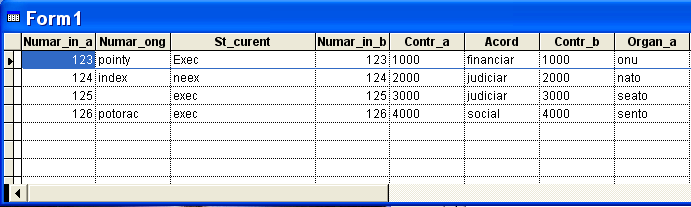 Form1
Numar_in_a Numar_ong St_curent Numar_in_b Contr_a Acord Contr_b Organ_a
123 pointy Exec 123 1000 financiar 1000 onu
124 index neex 124 2000 judiciar 2000 nato
125 exec 125 3000 judiciar 3000 seato
126 potorac exec 126 4000 social 4000 sento